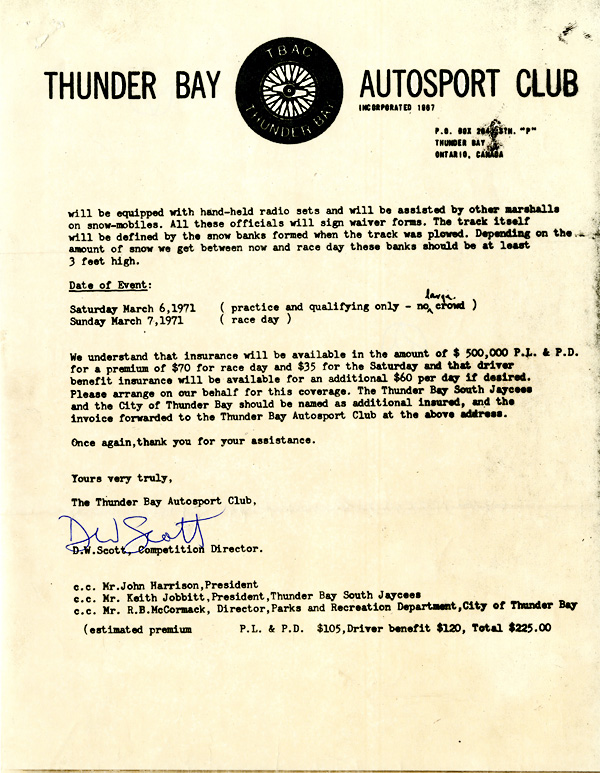 THUNDER BAY AUTOSPORT CLUB
TBAC
THUNDER BAY
INCORPORATED 1967
P.O. BOX STN. "P"
THUNDER BAY
ONTARIO, CANADA
will be equipped with hand-held radio sets and will be assisted by other marshalls
on snow-mobiles. All these officials will sign waiver forms. The track itself
will be defined by the snow banks formed when the track was plowed. Depending on the
amount of snow we get between now and race day these banks should be at least
3 feet high.
Date of Event:
Saturday March 6,1971 ( practice and qualifying only - no large crowd )
Sunday March 7,1971 ( race day )
We understand that insurance will be available in the amount of $ 500,000 P.L. & P.D.
for a premium of $70 for race day and $35 for the Saturday and that driver
benefit insurance will be available for an additional $60 per day if desired.
Please arrange on our behalf for this coverage. The Thunder Bay South Jaycees
and the City of Thunder Bay should be named as additional insured, and the
invoice forwarded to the Thunder Bay Autosport Club at the above address.
Once again,thank you for your assistance.
Yours very truly,
The Thunder Bay Autosport Club,
DW Scott
D.W.Scott, Competition Director.
c.c. Mr.John Harrison,President
c.c. Mr. Keith Jobbitt,President,Thunder Bay South Jaycees
c.c. Mr. R.B.McCormack, Director,Parks and Recreation Department,City of Thunder Bay
(estimated premium P.L. & P.D. $105,Driver benefit $120, Total $225.00